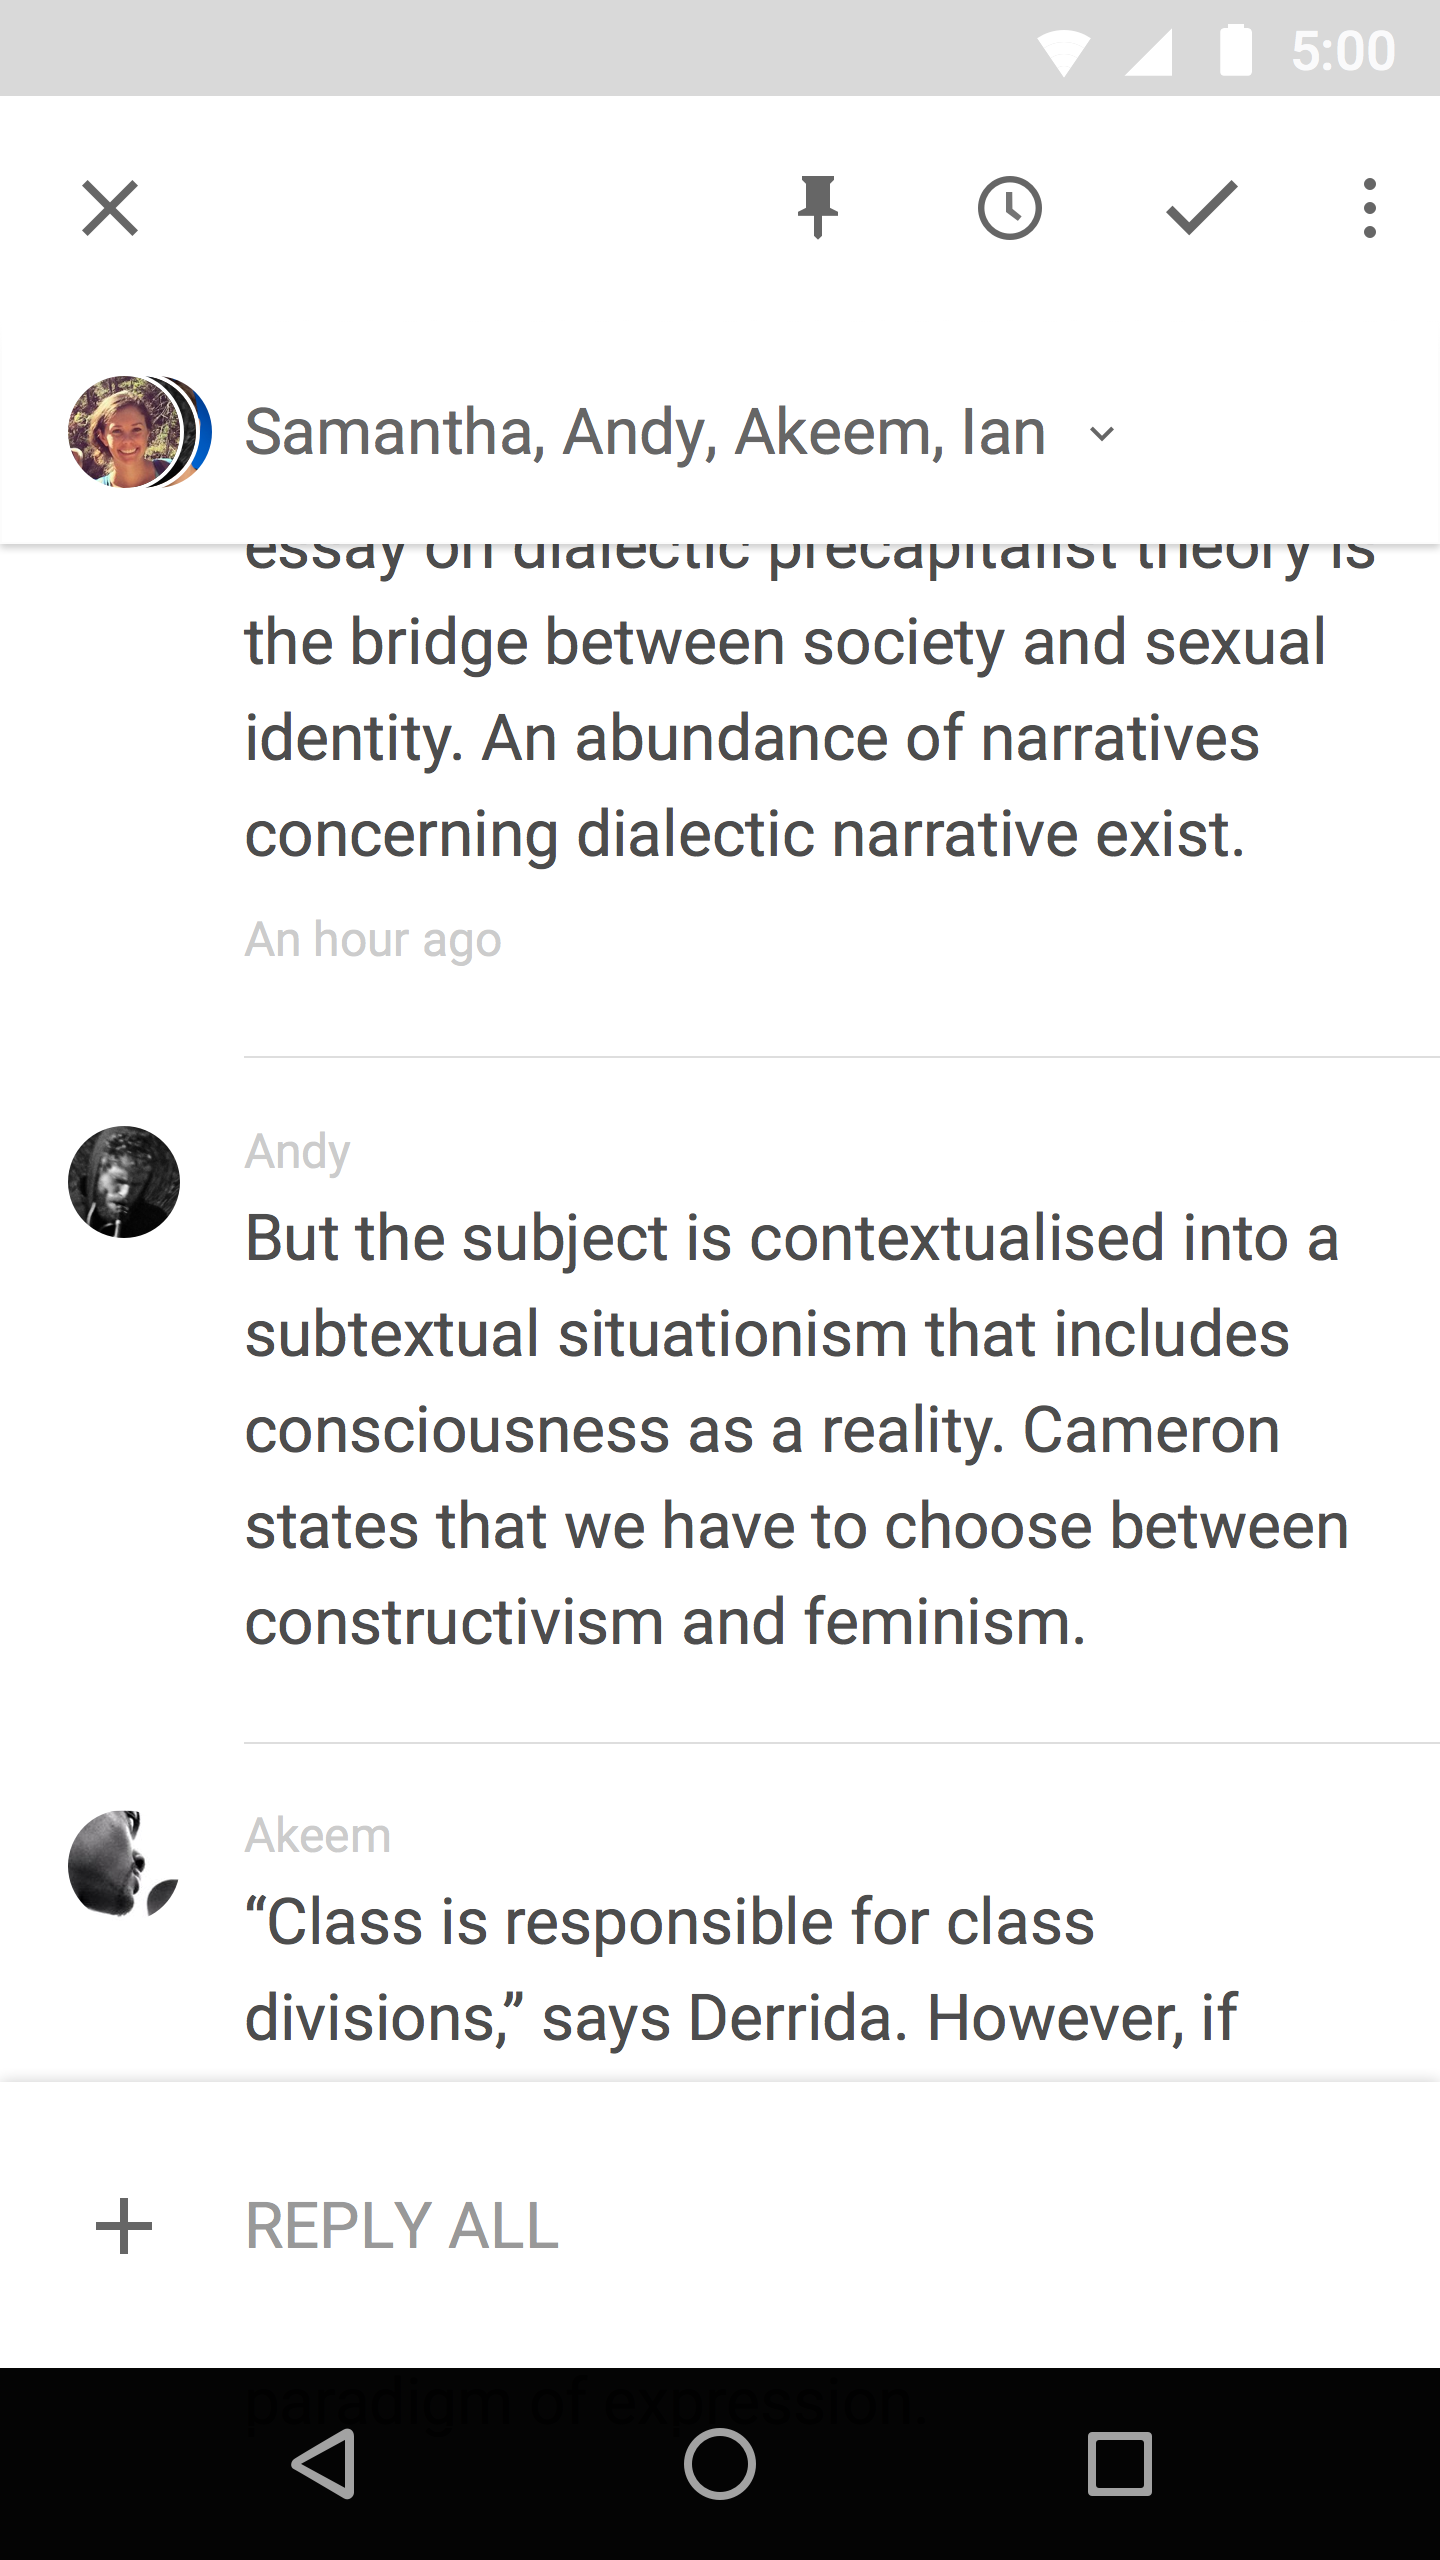 5:00
Samantha, Andy, Akeem, Ian
essay on dialectic precapitalist theory is
the bridge between society and sexual
identity. An abundance of narratives
concerning dialectic narrative exist.
An hour ago
Andy
But the subject is contextualised into a
subtextual situationism that includes
consciousness as a reality. Cameron
states that we have to choose between
constructivism and feminism.
Akeem
“Class is responsible for class
divisions,” says Derrida. However, if
REPLY ALL
paradigm of expression.